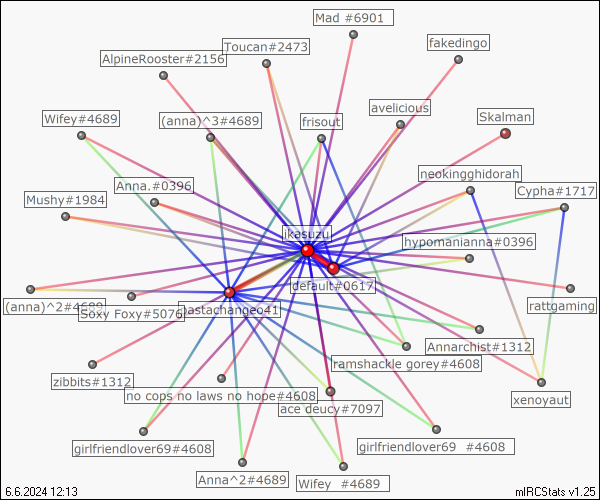 Mad #6901
Toucan#2473
fakedingo
AlpineRooster#2156
avelicious
Skalman
Wifey#4689
(anna)^3#4689
frisout
neokingghidorah
Cypha#1717
Anna.#0396
Mushy#1984
ikasuzu
hypomanianna#0396
default#0617
(anna)^2#4689
Soxy Foxy#5076
pastachangeo41
rattgaming
Annarchist#1312
ramshackle gorey#4608
zibbits#1312
no cops no laws no hope#4608
ace deucy#7097
xenoyaut
girlfriendlover69#4608
girlfriendlover69 #4608
Anna^2#4689
Wifey #4689
6.6.2024 12:13
mIRCStats v1.25